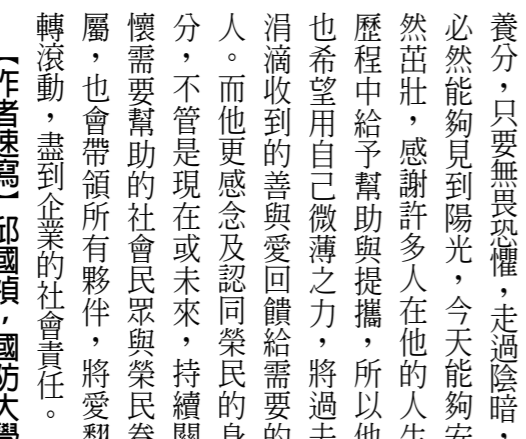 養分，只要無畏恐懼，走過陰暗，
必然能夠見到陽光，今天能夠安
然茁壯，感謝許多人在他的人生
歷程中給予幫助與提攜，所以他
也希望用自己微薄之力，將過去
涓滴收到的善與愛回饋給需要的
人。而他更感念及認同榮民的身
分，不管是現在或未來，持續關
懷需要幫助的社會民眾與榮民眷
屬，也會帶領所有夥伴，將愛翻
轉滾動，盡到企業的社會責任。
【作者速寫】邱國禎，國防大學